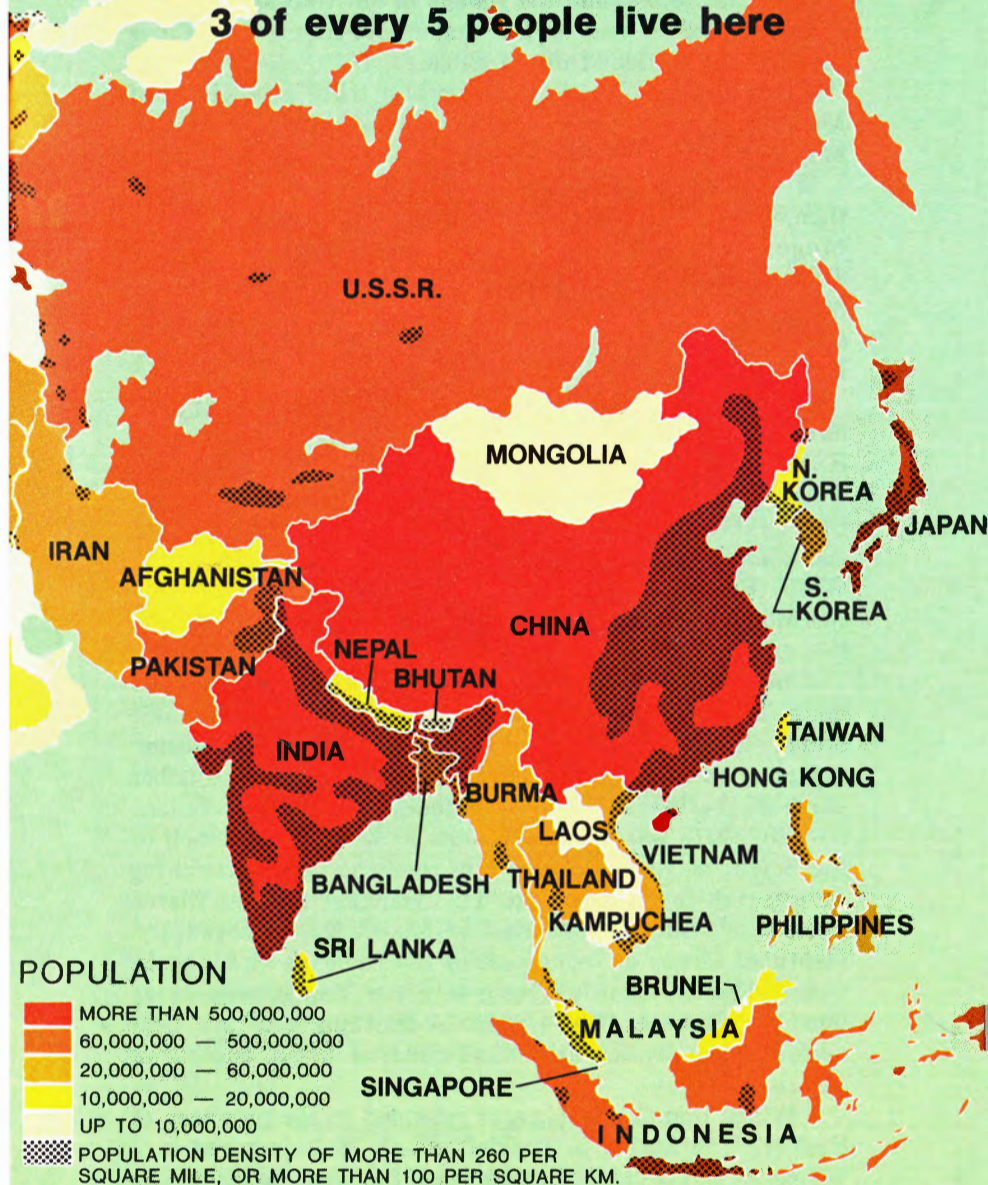 3 of every 5 people live here
U.S.S.R.
MONGOLIA
N.
KOREA
JAPAN
IRAN
AFGHANISTAN
S.
KOREA
CHINA
NEPAL
PAKISTAN
BHUTAN
TAIWAN
INDIA
HONG KONG
BURMA
LAOS
VIETNAM
BANGLADESH
THAILAND
KAMPUCHEA
PHILIPPINES
SRI LANKA
BRUNEI
MALAYSIA
SINGAPORE
INDONESIA
POPULATION
MORE THAN 500,000,000
60,000,000 — 500,000,000
20,000,000 — 60,000,000
10,000,000 — 20,000,000
UP TO 10,000,000
POPULATION DENSITY OF MORE THAN 260 PER
SQUARE MILE, OR MORE THAN 100 PER SQUARE KM.